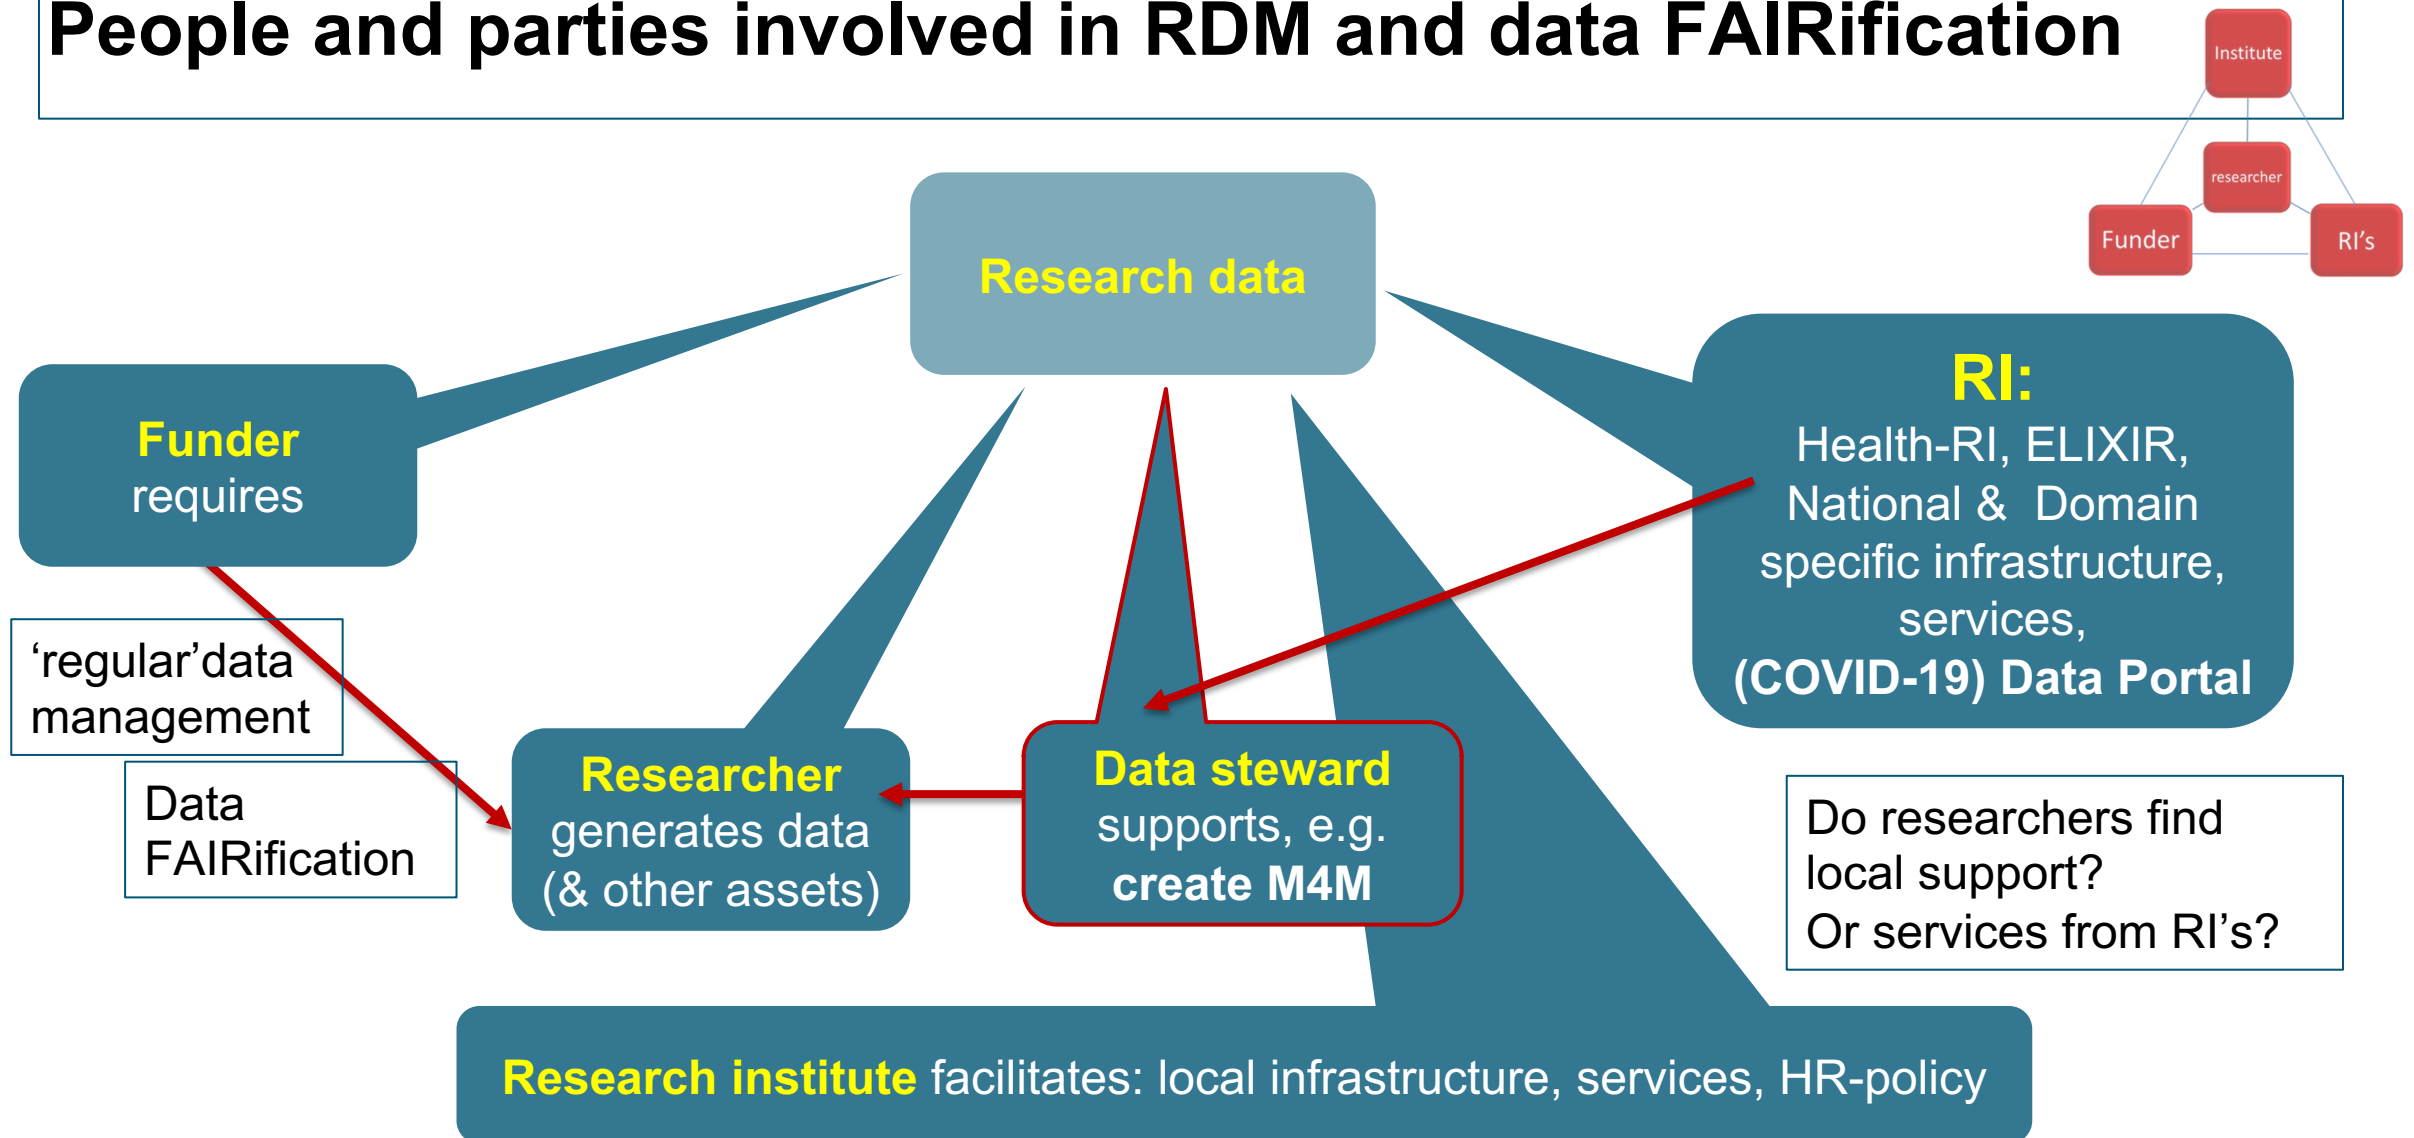 People and parties involved in RDM and data FAIRification
Institute
researcher
Funder
RI's
Research data
Funder
requires
RI:
Health-RI, ELIXIR,
National &  Domain
specific infrastructure,
services,
(COVID-19) Data Portal
‘regular’data
management
Data
FAIRification
Researcher
generates data
(& other assets)
Data steward
supports, e.g.
create M4M
Do researchers find
local support?
Or services from RI’s?
Research institute facilitates: local infrastructure, services, HR-policy